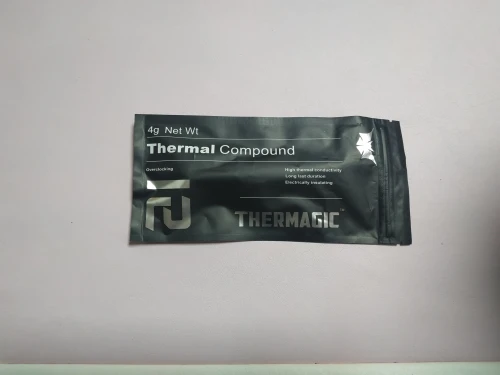 4g Net Wt
Thermal Compound
Overclocking
High thermal conductivity
Long last duration
Electrically insulating
THERMAGIC